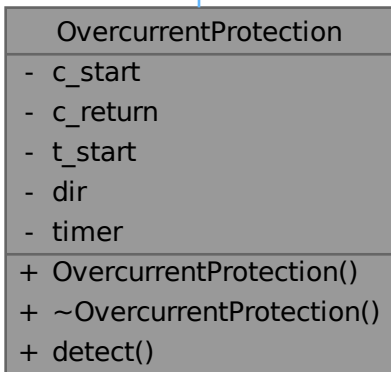 OvercurrentProtection
- c_start
- c_return
- t_start
- dir
- timer
+ OvercurrentProtection()
+ ~OvercurrentProtection()
+ detect()